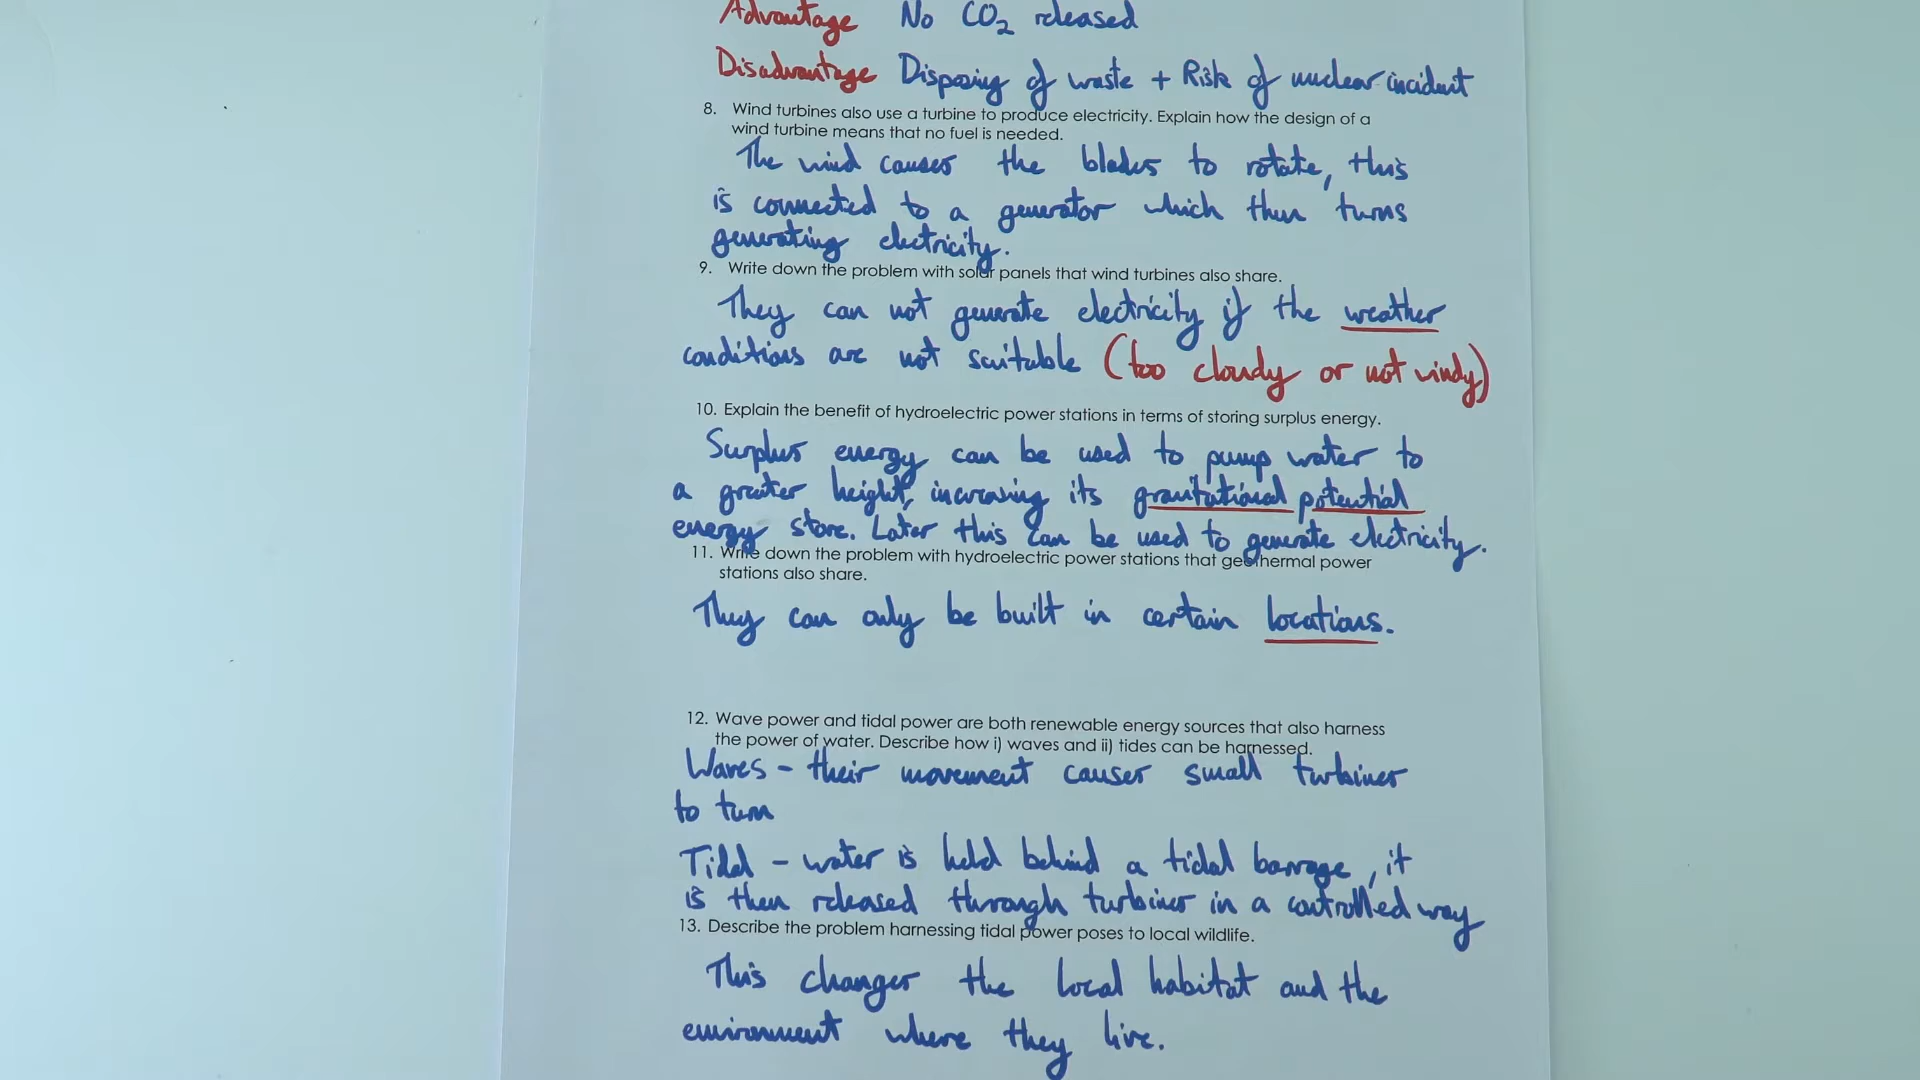 Advantage No CO₂ released
Disadvantage Disposing of waste + Risk of nuclear incident
8. Wind turbines also use a turbine to produce electricity. Explain how the design of a
wind turbine means that no fuel is needed.
The wind causes the blades to rotate, this
is connected to a generator which then turns
generating electricity.
9. Write down the problem with solar panels that wind turbines also share.
They can not generate electricity if the weather
conditions are not suitable (too cloudy or not windy)
10. Explain the benefit of hydroelectric power stations in terms of storing surplus energy.
Surplus energy can be used to pump water to
a greater height, increasing its gravitational potential
energy store. Later this can be used to generate electricity.
11. Write down the problem with hydroelectric power stations that geothermal power
stations also share.
They can only be built in certain locations.
12. Wave power and tidal power are both renewable energy sources that also harness
the power of water. Describe how i) waves and ii) tides can be harnessed.
Waves - their movement causes small turbines
to turn
Tidal - water is held behind a tidal barrage, it
is then released through turbines in a controlled way
13. Describe the problem harnessing tidal power poses to local wildlife.
This changes the local habitat and the
environment where they live.